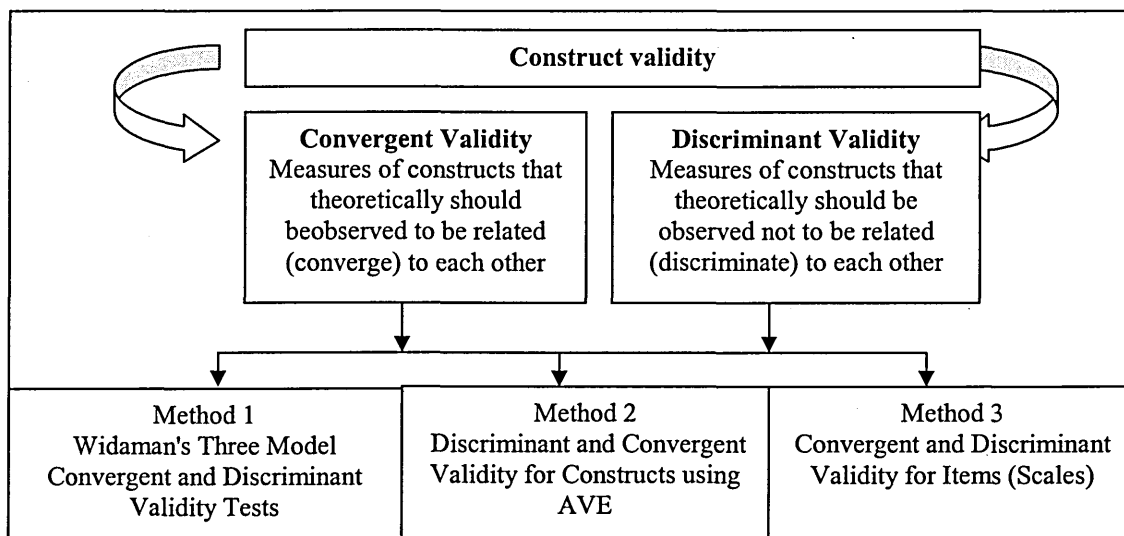 Construct validity
Convergent Validity
Measures of constructs that
theoretically should
beobserved to be related
(converge) to each other
Discriminant Validity
Measures of constructs that
theoretically should be
observed not to be related
(discriminate) to each other
Method 1
Widaman's Three Model
Convergent and Discriminant
Validity Tests
Method 2
Discriminant and Convergent
Validity for Constructs using
AVE
Method 3
Convergent and Discriminant
Validity for Items (Scales)